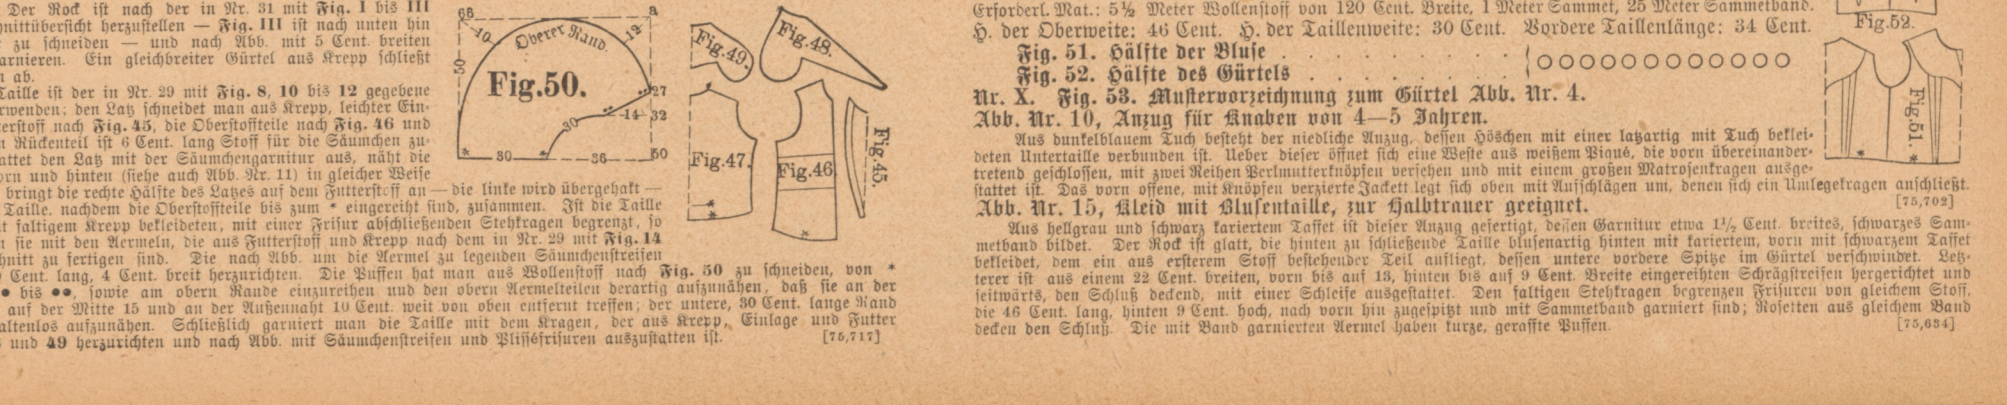 Der Rock ist nach der in Nr. 31 mit Fig. I bis III
hnittübersicht herzustellen — Fig. III ist nach unten hin
zu schneiden — und nach Abb. mit 5 Cent. breiten
arnieren. Ein gleichbreiter Gürtel aus Krepp schließt
ab.
Taille ist der in Nr. 29 mit Fig. 8, 10 bis 12 gegebene
rwenden; den Latz schneidet man aus Krepp, leichter Ein-
terstoff nach Fig. 45, die Oberstoffteile nach Fig. 46 und
n Rückenteil ist 6 Cent. lang Stoff für die Säumchen zu-
attet den Latz mit der Säumchengarnitur aus, näht die
orn und hinten (siehe auch Abb. Nr. 11) in gleicher Weise
bringt die rechte Hälfte des Latzes auf dem Futterstoff an — die linke wird übergehakt —
Taille, nachdem die Oberstoffteile bis zum * eingereiht sind, zusammen. Ist die Taille
t faltigem Krepp bekleideten, mit einer Frisur abschließenden Stehkragen begrenzt, so
n sie mit den Aermeln, die aus Futterstoff und Krepp nach dem in Nr. 29 mit Fig. 14
hnitt zu fertigen sind. Die nach Abb. um die Aermel zu legenden Säumchenstreifen
Cent. lang, 4 Cent. breit herzurichten. Die Puffen hat man aus Wollenstoff nach Fig. 50 zu schneiden, von *
• bis ••, sowie am obern Rande einzureihen und den obern Aermelteilen derartig aufzunähen, daß sie an der
auf der Mitte 15 und an der Außennaht 10 Cent. weit von oben entfernt treffen; der untere, 30 Cent. lange Rand
altenlos aufzunähen. Schließlich garniert man die Taille mit dem Kragen, der aus Krepp, Einlage und Futter
und 49 herzurichten und nach Abb. mit Säumchenstreifen und Plisséfrisuren auszustatten ist. [75,717]
66
a
10
Oberer Rand.
12
50
Fig.50.
27
14
32
30
* 30
36
50
Fig.49.
Fig.48.
Fig.47.
Fig.46
Fig.45.
Erforderl. Mat.: 5½ Meter Wollenstoff von 120 Cent. Breite, 1 Meter Sammet, 25 Meter Sammetband.
H. der Oberweite: 46 Cent. H. der Taillenweite: 30 Cent. Vordere Taillenlänge: 34 Cent.
Fig. 51. Hälfte der Bluse . . . . .
Fig. 52. Hälfte des Gürtels . . . . .
Nr. X. Fig. 53. Mustervorzeichnung zum Gürtel Abb. Nr. 4.
Abb. Nr. 10, Anzug für Knaben von 4—5 Jahren.
Aus dunkelblauem Tuch besteht der niedliche Anzug, dessen Höschen mit einer latzartig mit Tuch beklei-
deten Untertaille verbunden ist. Ueber dieser öffnet sich eine Weste aus weißem Piqué, die vorn übereinander-
tretend geschlossen, mit zwei Reihen Perlmutterknöpfen versehen und mit einem großen Matrosenkragen ausge-
stattet ist. Das vorn offene, mit Knöpfen verzierte Jackett legt sich oben mit Aufschlägen um, denen sich ein Umlegekragen anschließt.
[75,702]
Abb. Nr. 15, Kleid mit Blusentaille, zur Halbtrauer geeignet.
Aus hellgrau und schwarz kariertem Taffet ist dieser Anzug gefertigt, dessen Garnitur etwa 1½ Cent. breites, schwarzes Sam-
metband bildet. Der Rock ist glatt, die hinten zu schließende Taille blusenartig hinten mit kariertem, vorn mit schwarzem Taffet
bekleidet, dem ein aus ersterem Stoff bestehender Teil aufliegt, dessen untere vordere Spitze im Gürtel verschwindet. Letz-
terer ist aus einem 22 Cent. breiten, vorn bis auf 13, hinten bis auf 9 Cent. Breite eingereihten Schrägstreifen hergerichtet und
seitwärts, den Schluß deckend, mit einer Schleife ausgestattet. Den faltigen Stehkragen begrenzen Frisuren von gleichem Stoff,
die 46 Cent. lang, hinten 9 Cent. hoch, nach vorn hin zugespitzt und mit Sammetband garniert sind; Rosetten aus gleichem Band
decken den Schluß. Die mit Band garnierten Aermel haben kurze, geraffte Puffen. [75,634]
Fig.52.
Fig.51.